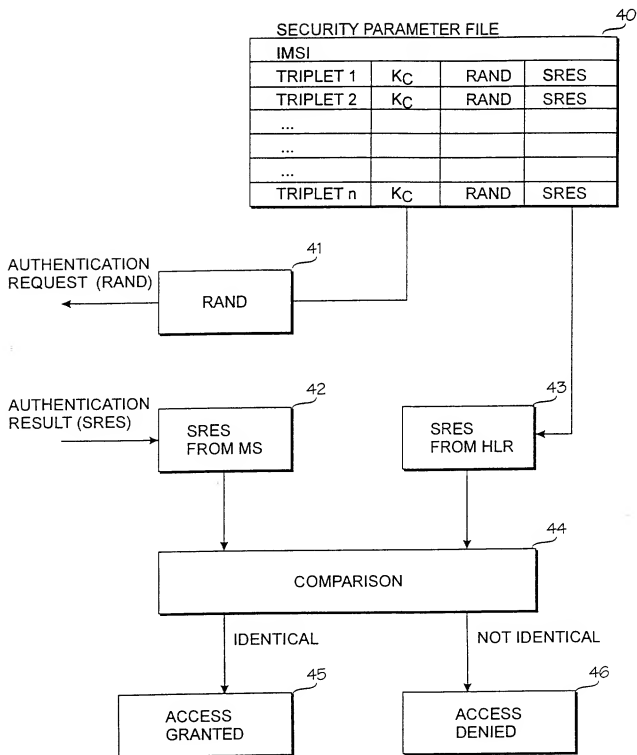 40
SECURITY PARAMETER FILE
IMSI
TRIPLET 1 KC RAND SRES
TRIPLET 2 KC RAND SRES
...
...
...
TRIPLET n KC RAND SRES
AUTHENTICATION
REQUEST (RAND)
41
RAND
AUTHENTICATION
RESULT (SRES)
42
SRES
FROM MS
43
SRES
FROM HLR
44
COMPARISON
IDENTICAL
NOT IDENTICAL
45
ACCESS
GRANTED
46
ACCESS
DENIED